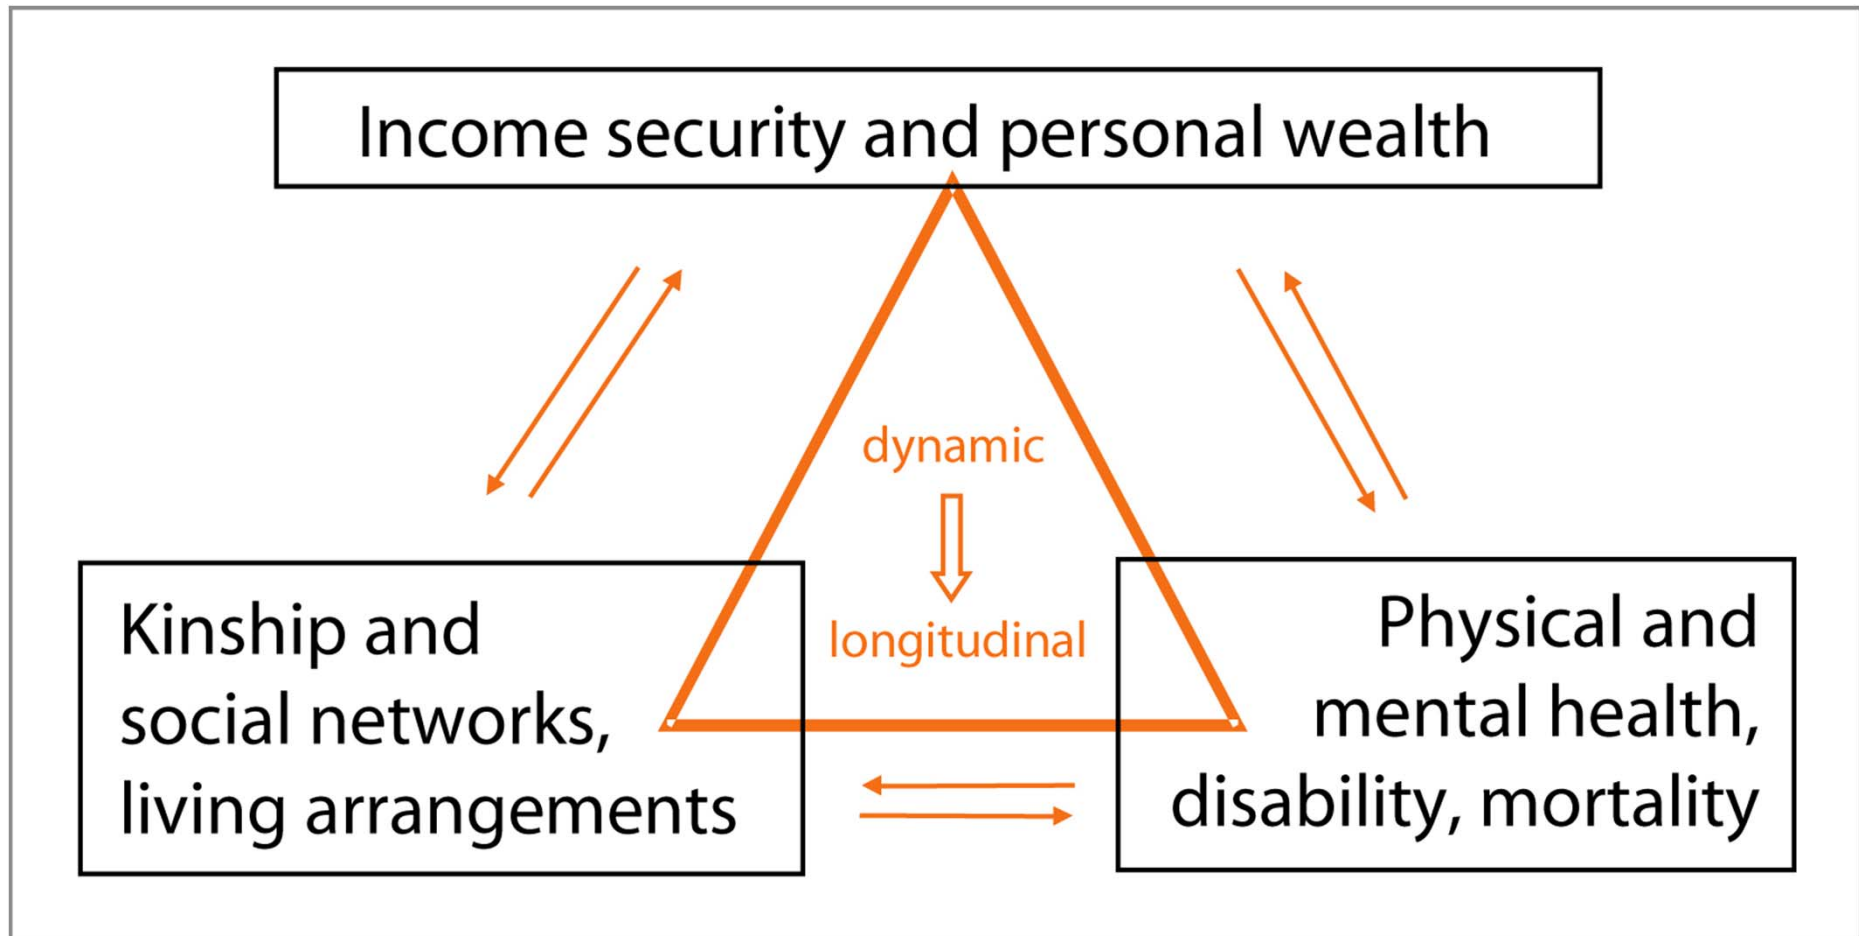 Income security and personal wealth
dynamic
longitudinal
Kinship and
social networks,
living arrangements
Physical and
mental health,
disability, mortality